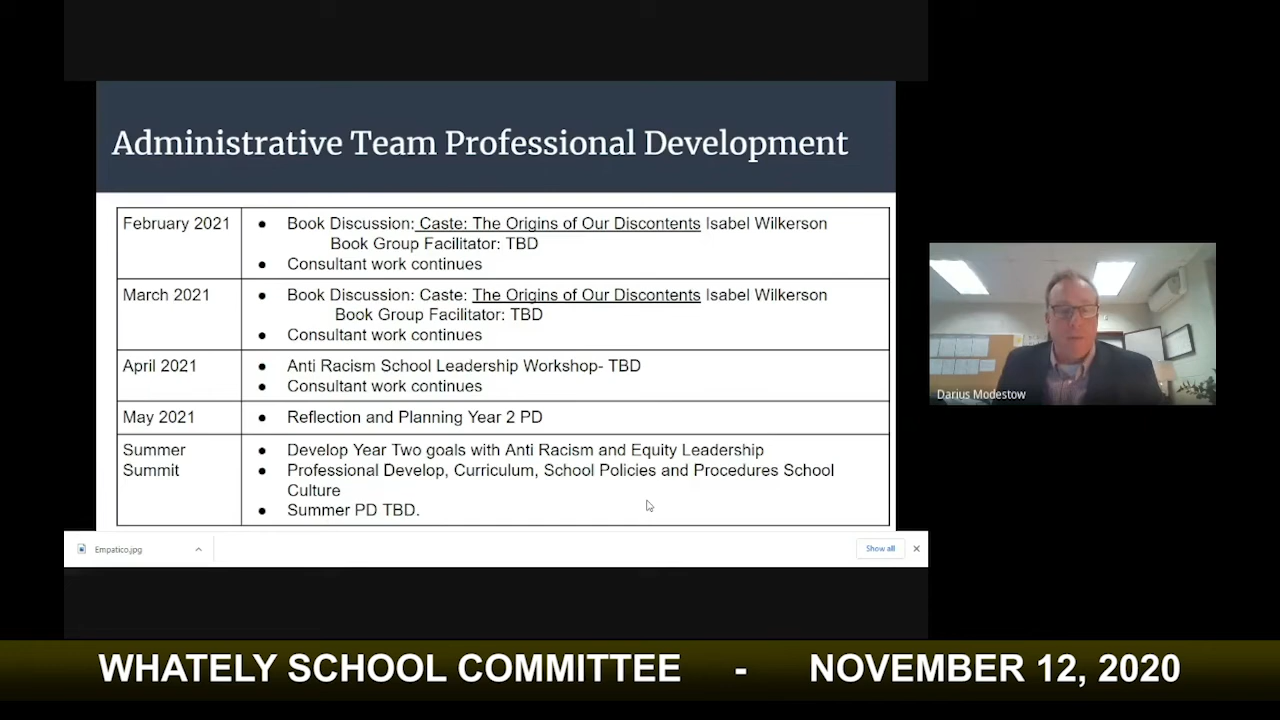 Administrative Team Professional Development
February 2021
● Book Discussion: Caste: The Origins of Our Discontents Isabel Wilkerson
Book Group Facilitator: TBD
● Consultant work continues
March 2021
● Book Discussion: Caste: The Origins of Our Discontents Isabel Wilkerson
Book Group Facilitator: TBD
● Consultant work continues
April 2021
● Anti Racism School Leadership Workshop- TBD
● Consultant work continues
May 2021
● Reflection and Planning Year 2 PD
Summer
Summit
● Develop Year Two goals with Anti Racism and Equity Leadership
● Professional Develop, Curriculum, School Policies and Procedures School
Culture
● Summer PD TBD.
Darius Modestow
Empatico.jpg
Show all
WHATELY SCHOOL COMMITTEE - NOVEMBER 12, 2020